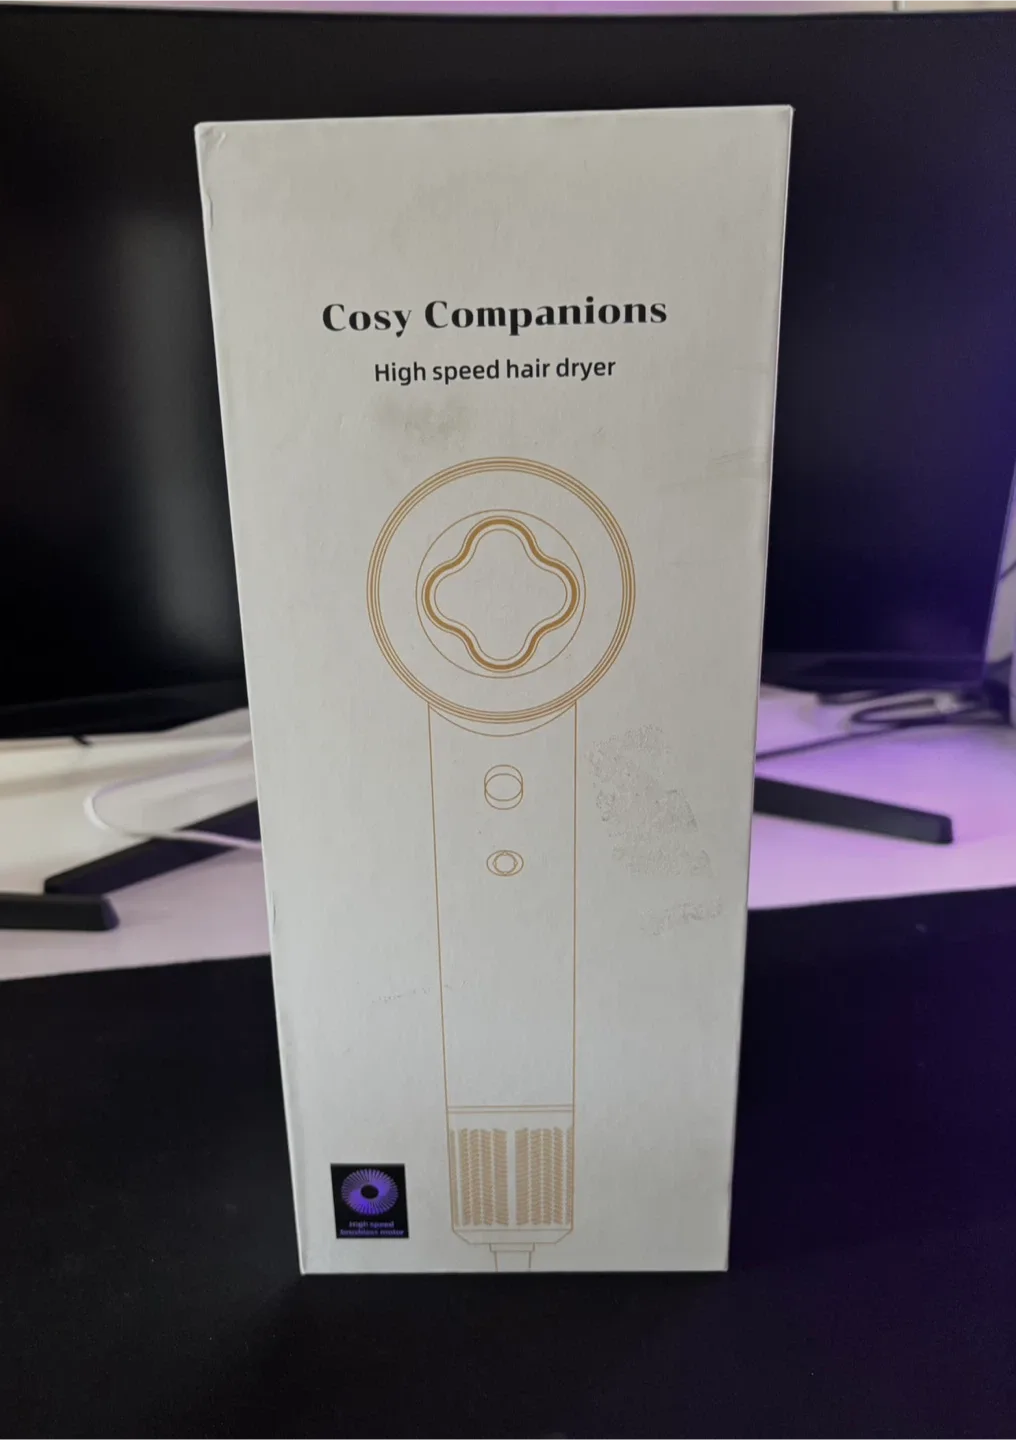 Cosy Companions
High speed hair dryer
High speed
brushless motor